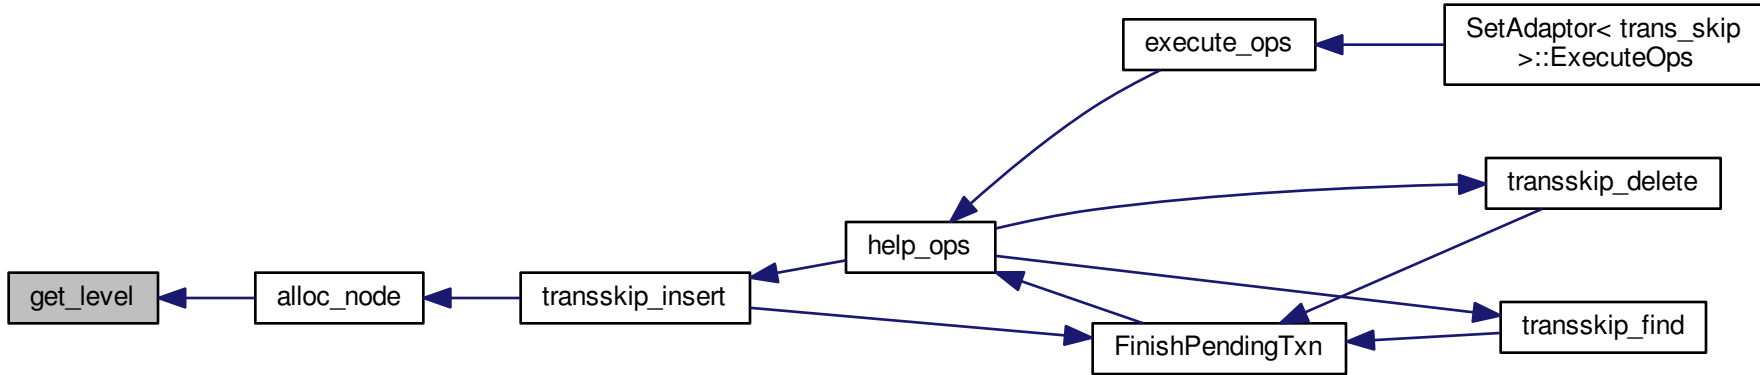 execute_ops
SetAdaptor< trans_skip
>::ExecuteOps
transskip_delete
help_ops
get_level
alloc_node
transskip_insert
transskip_find
FinishPendingTxn